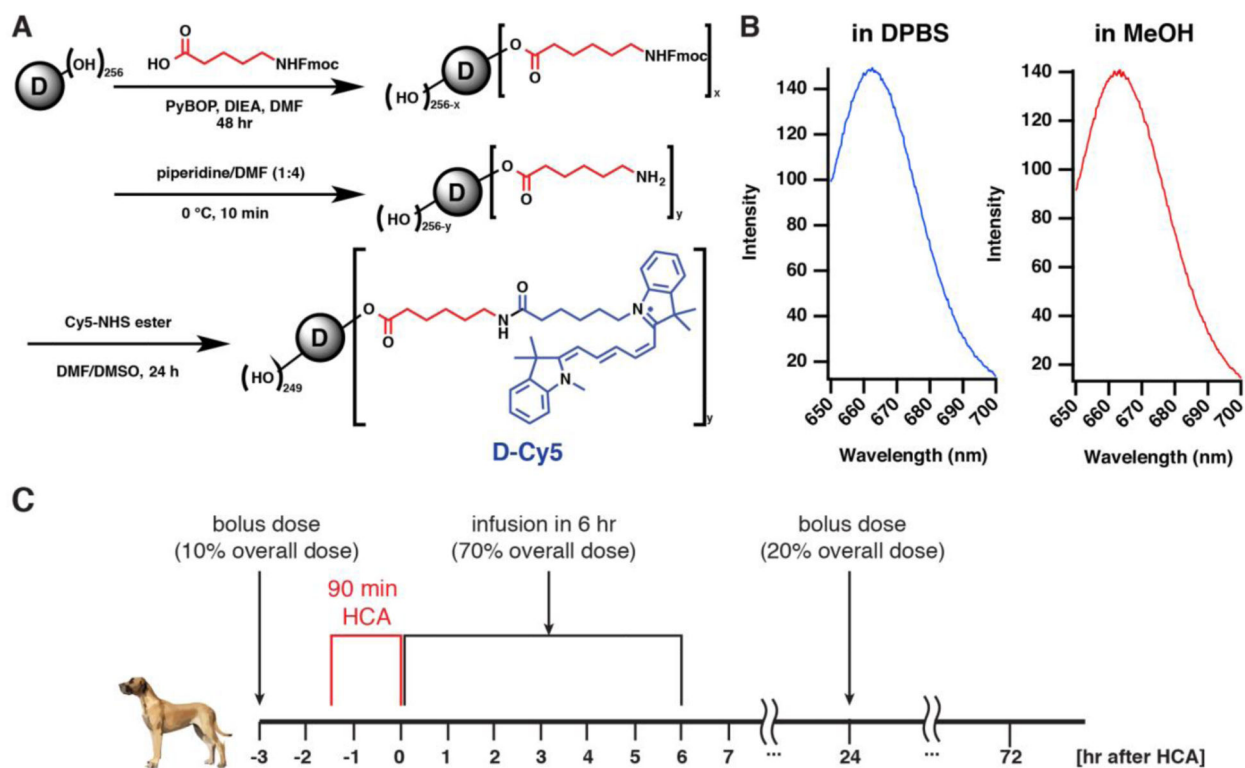 A
D
(OH)256
O
HO
NHFmoc
PyBOP, DIEA, DMF
48 hr
(HO)256-x
D
O
O
NHFmoc
x
piperidine/DMF (1:4)
0 °C, 10 min
(HO)256-y
D
O
O
NH2
y
Cy5-NHS ester
DMF/DMSO, 24 h
(HO)249
D
O
O
N
H
O
N
N
y
D-Cy5
B
in DPBS
Intensity
140
120
100
80
60
40
20
650
660
670
680
690
700
Wavelength (nm)
in MeOH
Intensity
140
120
140
80
60
40
20
650
660
670
680
690
700
Wavelength (nm)
C
bolus dose
(10% overall dose)
90 min
HCA
infusion in 6 hr
(70% overall dose)
bolus dose
(20% overall dose)
-3 -2 -1 0 1 2 3 4 5 6 7 ... 24 ... 72 [hr after HCA]